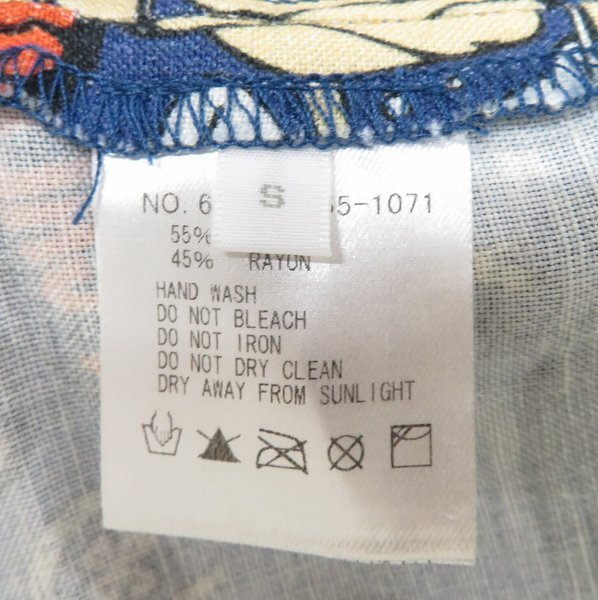 S
NO. 6 5-1071
55%
45% RAYON
HAND WASH
DO NOT BLEACH
DO NOT IRON
DO NOT DRY CLEAN
DRY AWAY FROM SUNLIGHT